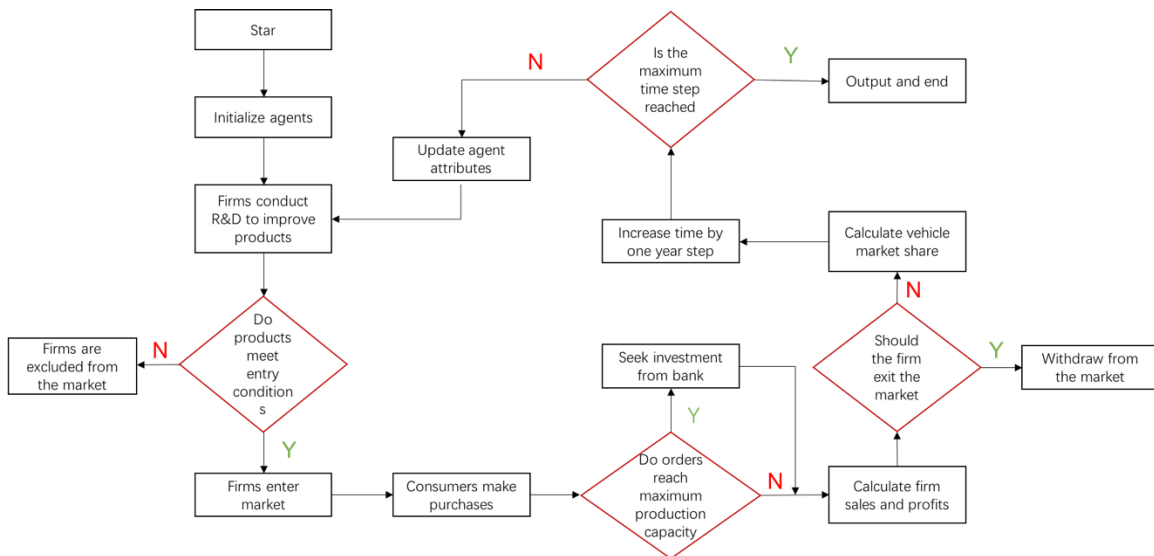 Star
Initialize agents
Firms conduct
R&D to improve
products
Do
products
meet
entry
condition
s
N
Firms are
excluded from
the market
Y
Firms enter
market
Consumers make
purchases
Do orders
reach
maximum
production
capacity
Y
Seek investment
from bank
N
Calculate firm
sales and profits
Should
the firm
exit the
market
Y
Withdraw from
the market
N
Calculate vehicle
market share
Increase time by
one year step
Is the
maximum
time step
reached
Y
Output and end
N
Update agent
attributes